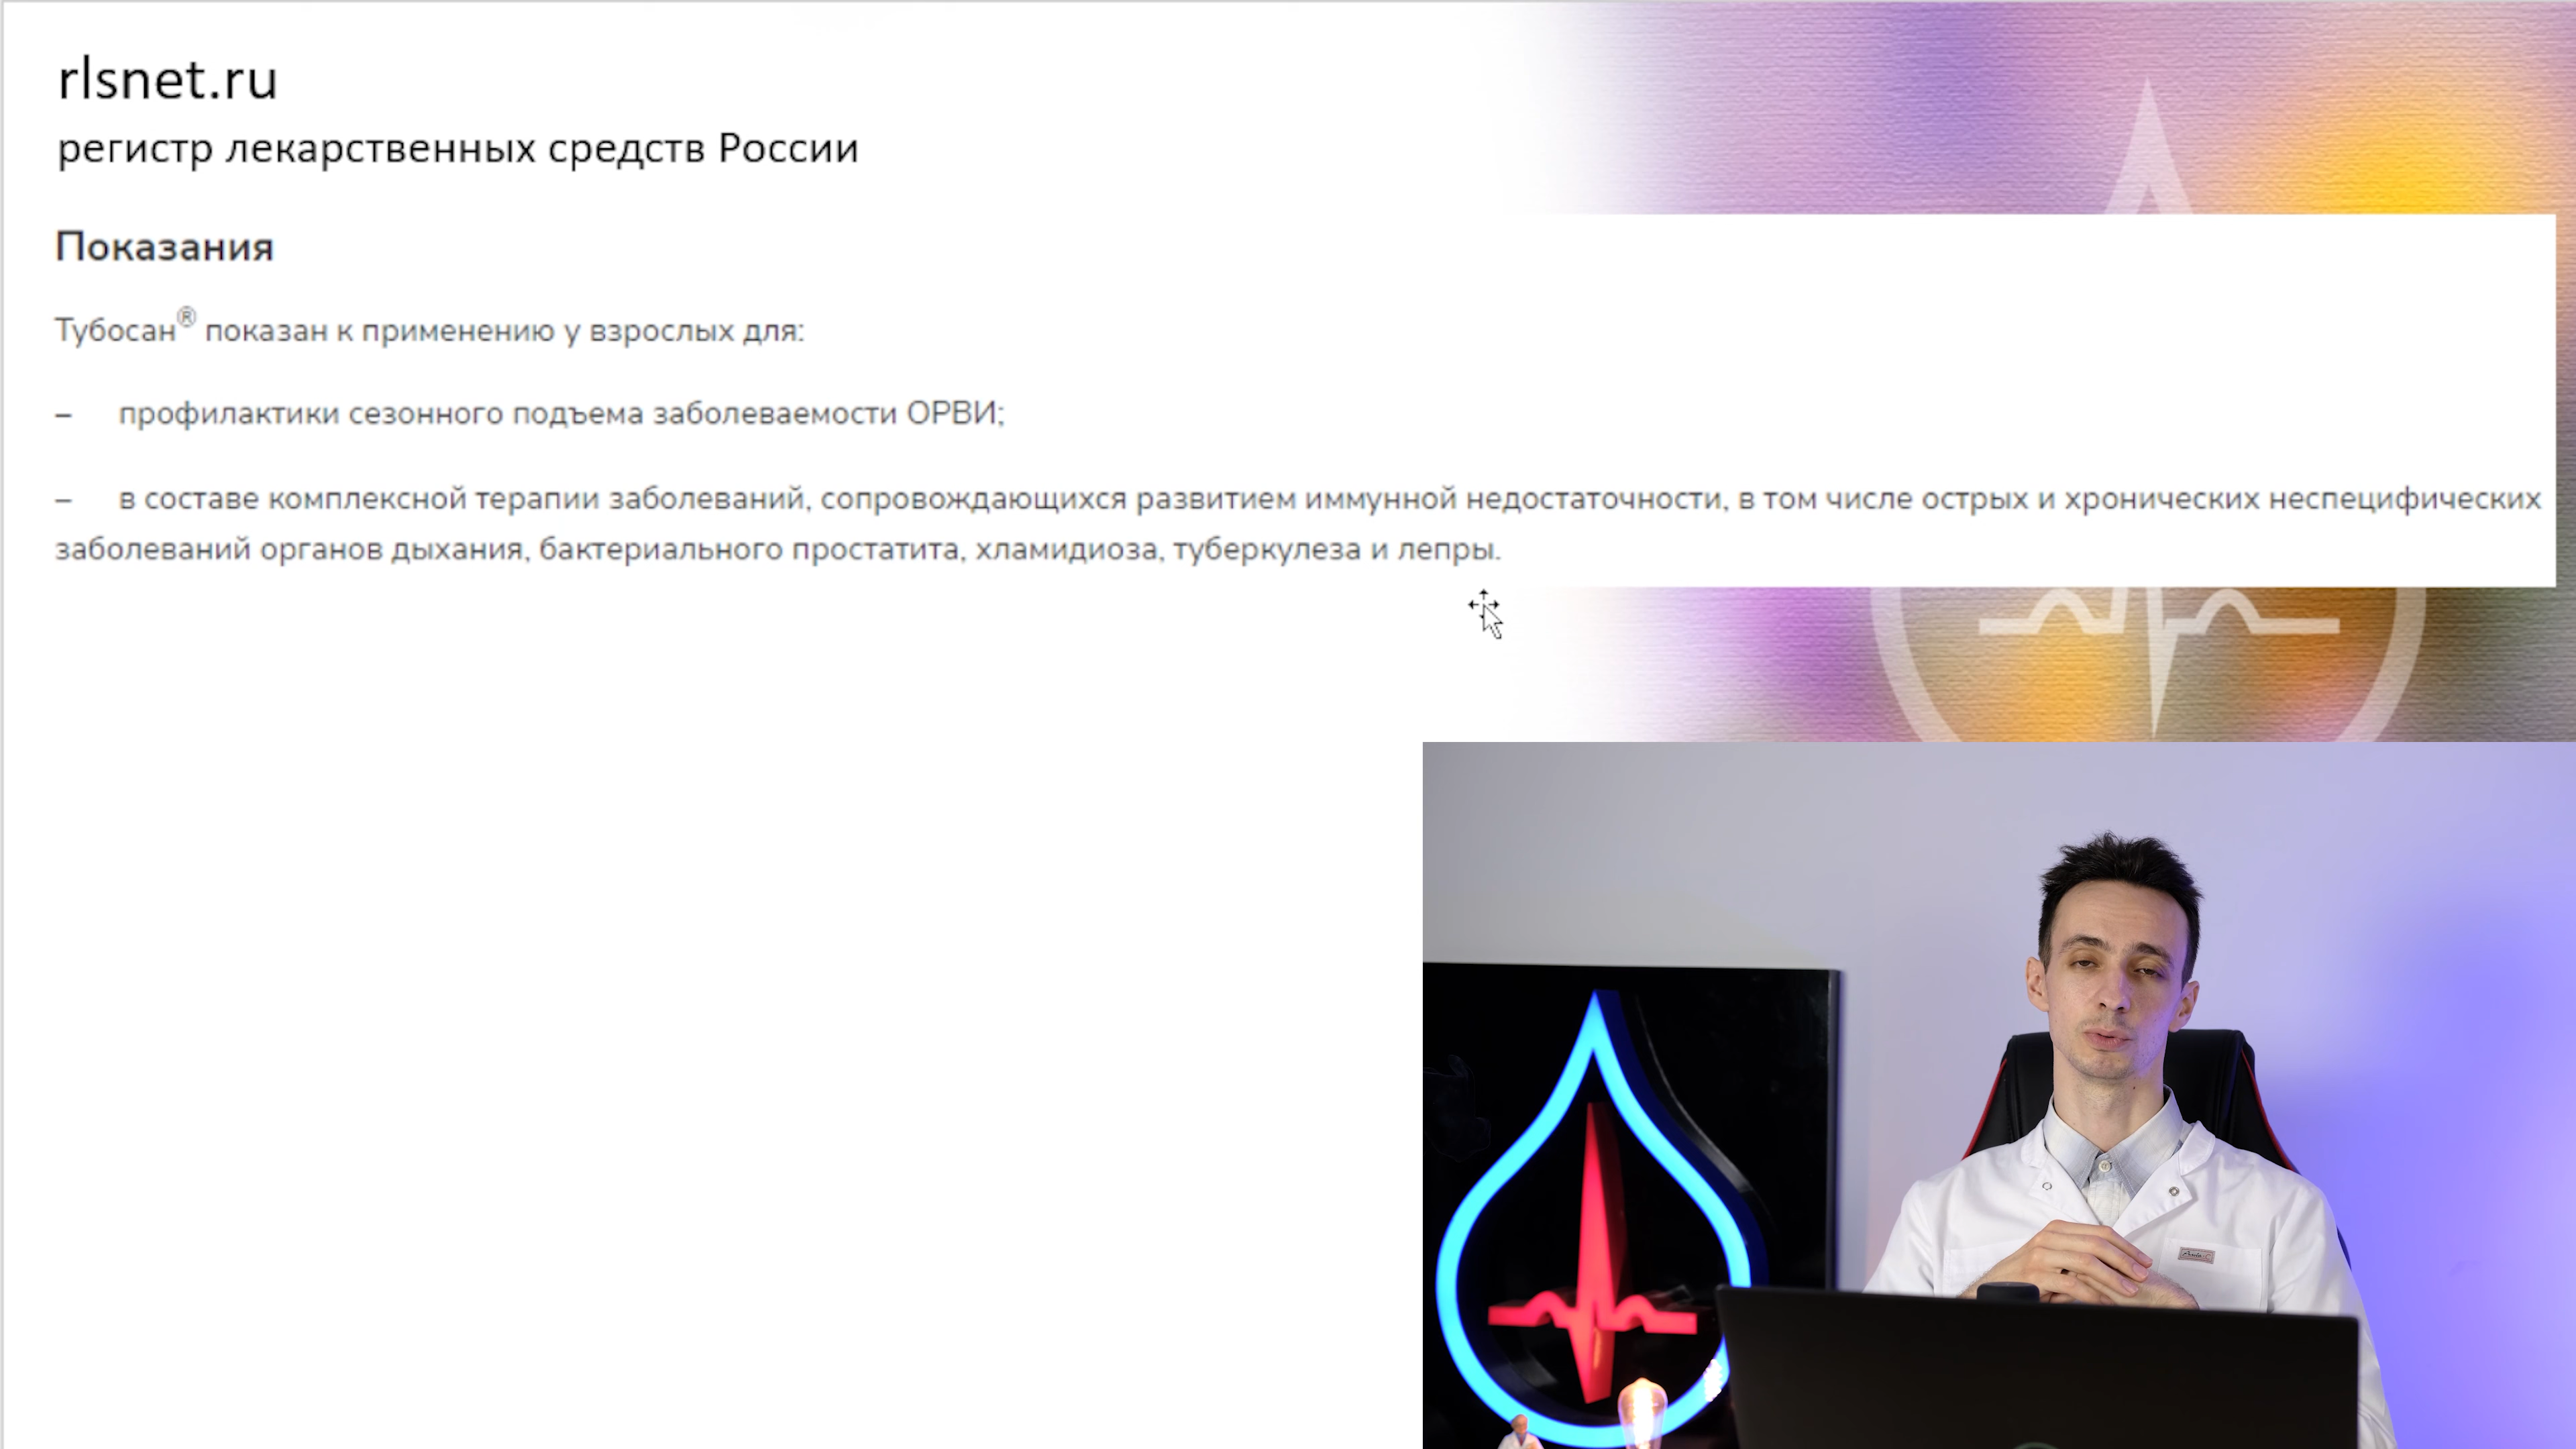 rlsnet.ru
регистр лекарственных средств России
Показания
Тубосан® показан к применению у взрослых для:
– профилактики сезонного подъема заболеваемости ОРВИ;
– в составе комплексной терапии заболеваний, сопровождающихся развитием иммунной недостаточности, в том числе острых и хронических неспецифических
заболеваний органов дыхания, бактериального простатита, хламидиоза, туберкулеза и лепры.